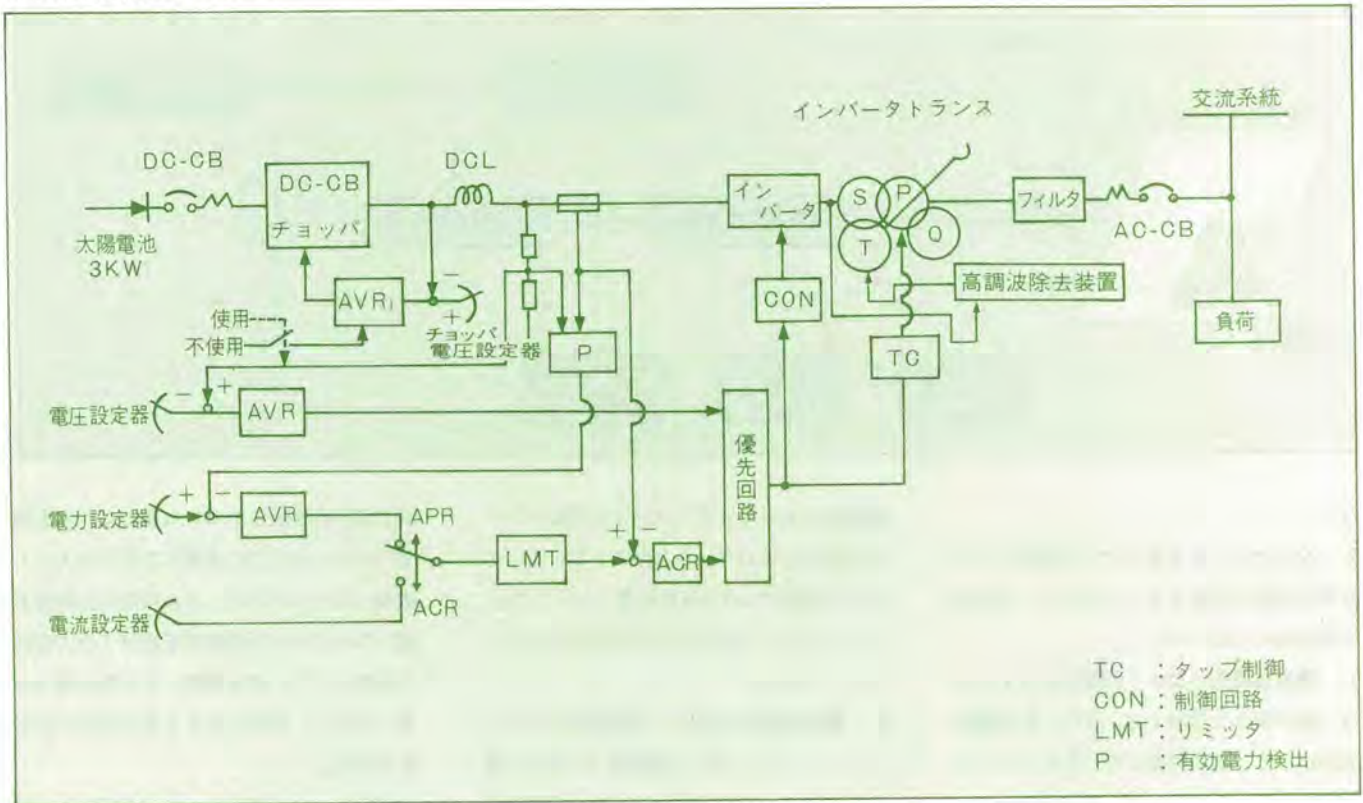 交流系統
インバータトランス
DC-CB
DCL
DC-CB
チョッパ
イン
バータ
S
P
T
Q
フィルタ
AC-CB
太陽電池
3KW
AVR₁
−
+
チョッパ
電圧設定器
CON
高調波除去装置
負荷
使用
不使用
P
TC
電圧設定器
−
+
AVR
優先回路
電力設定器
+
−
AVR
APR
LMT
+
−
ACR
ACR
電流設定器
TC :タップ制御
CON:制御回路
LMT:リミッタ
P :有効電力検出